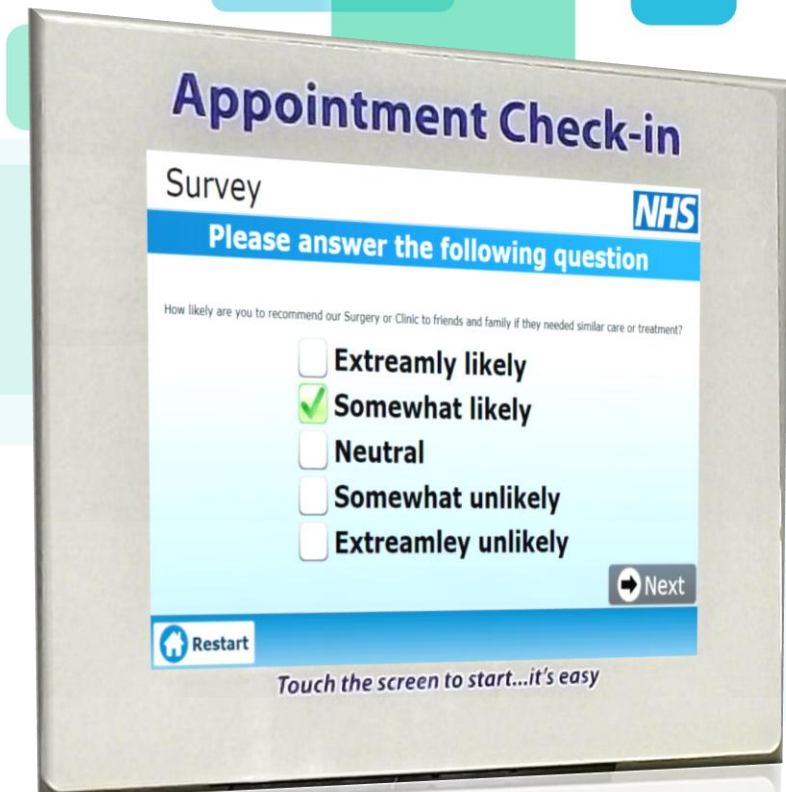 Appointment Check-in
Survey
NHS
Please answer the following question
How likely are you to recommend our Surgery or Clinic to friends and family if they needed similar care or treatment?
Extreamly likely
Somewhat likely
Neutral
Somewhat unlikely
Extreamley unlikely
Next
Restart
Touch the screen to start...it's easy